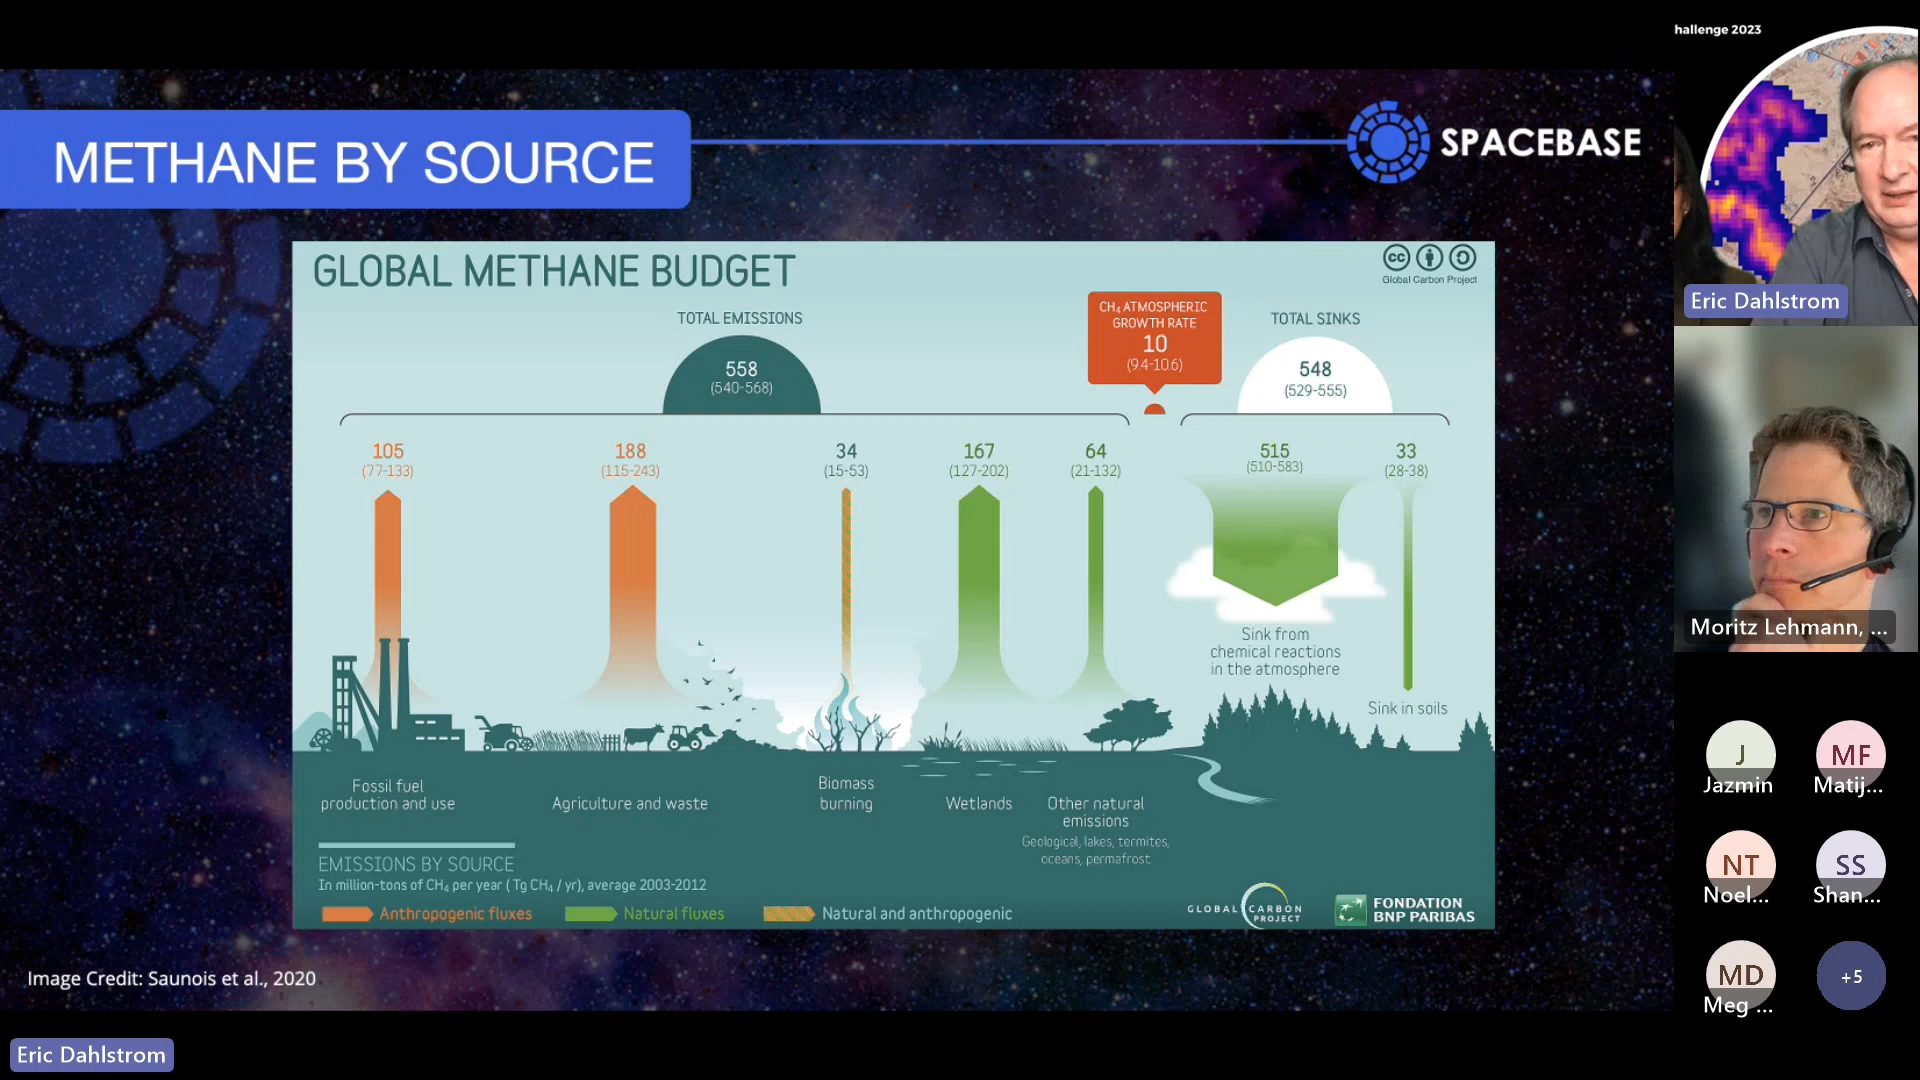 hallenge 2023
METHANE BY SOURCE
SPACEBASE
Eric Dahlstrom
GLOBAL METHANE BUDGET
cc
Global Carbon Project
TOTAL EMISSIONS
558
(540-568)
CH₄ ATMOSPHERIC
GROWTH RATE
10
(9.4-10.6)
TOTAL SINKS
548
(529-555)
105
(77-133)
188
(115-243)
34
(15-53)
167
(127-202)
64
(21-132)
515
(510-583)
33
(28-38)
Sink from
chemical reactions
in the atmosphere
Sink in soils
Fossil fuel
production and use
Agriculture and waste
Biomass
burning
Wetlands
Other natural
emissions
Geological, lakes, termites,
oceans, permafrost
EMISSIONS BY SOURCE
In million-tons of CH₄ per year ( Tg CH₄ / yr), average 2003-2012
Anthropogenic fluxes
Natural fluxes
Natural and anthropogenic
GLOBAL CARBON
PROJECT
FONDATION
BNP PARIBAS
Image Credit: Saunois et al., 2020
Eric Dahlstrom
Moritz Lehmann, ...
J
Jazmin
MF
Matij...
NT
Noel...
SS
Shan...
MD
Meg ...
+5